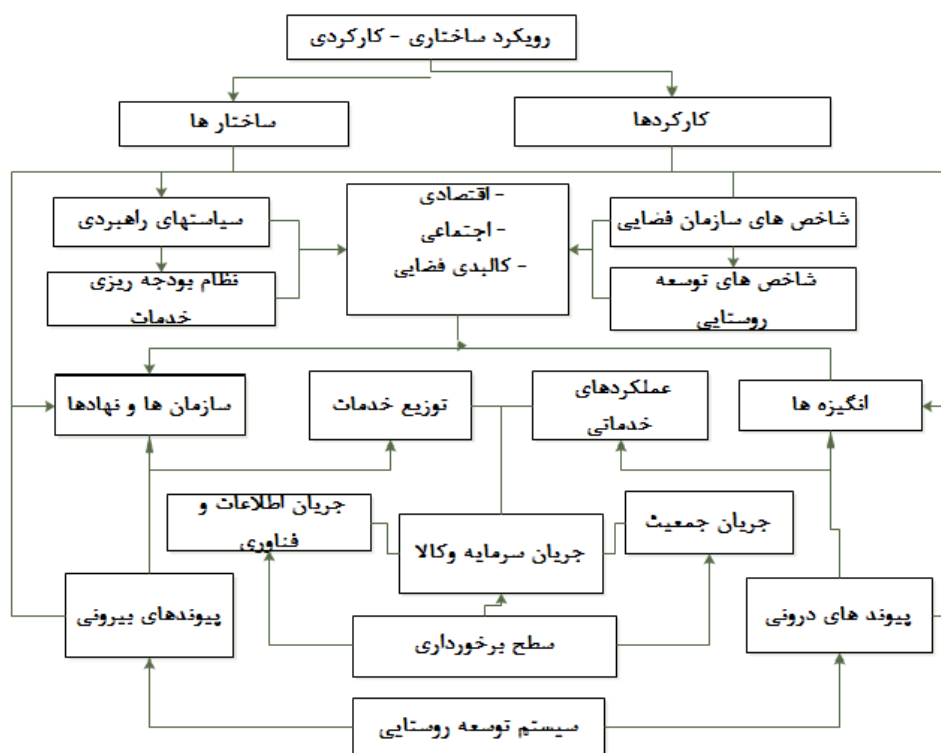 رویکرد ساختاری - کارکردی
کارکردها
ساختار ها
شاخص های سازمان فضایی
- اقتصادی
- اجتماعی
- کالبدی فضایی
سیاستهای راهبردی
شاخص های توسعه
روستایی
نظام بودجه ریزی
خدمات
انگیزه ها
عملکردهای
خدماتی
توزیع خدمات
سازمان ها و نهادها
جریان جمعیت
جریان سرمایه وکالا
جریان اطلاعات و
فناوری
پیوند های درونی
سطح برخورداری
پیوندهای بیرونی
سیستم توسعه روستایی